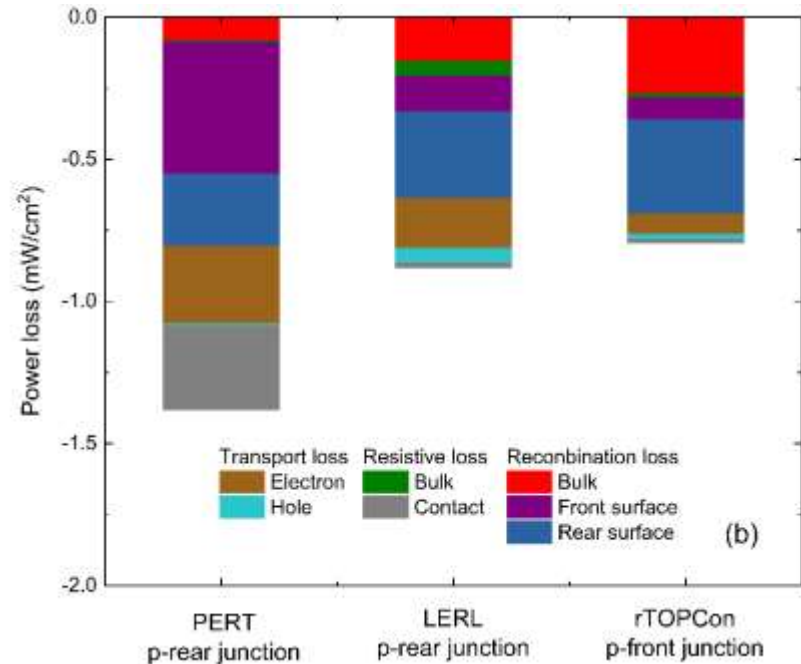 0.0
-0.5
-1.0
-1.5
-2.0
Power loss (mW/cm²)
Transport loss
Electron
Hole
Resistive loss
Bulk
Contact
Recombination loss
Bulk
Front surface
Rear surface
(b)
PERT
p-rear junction
LERL
p-rear junction
rTOPCon
p-front junction